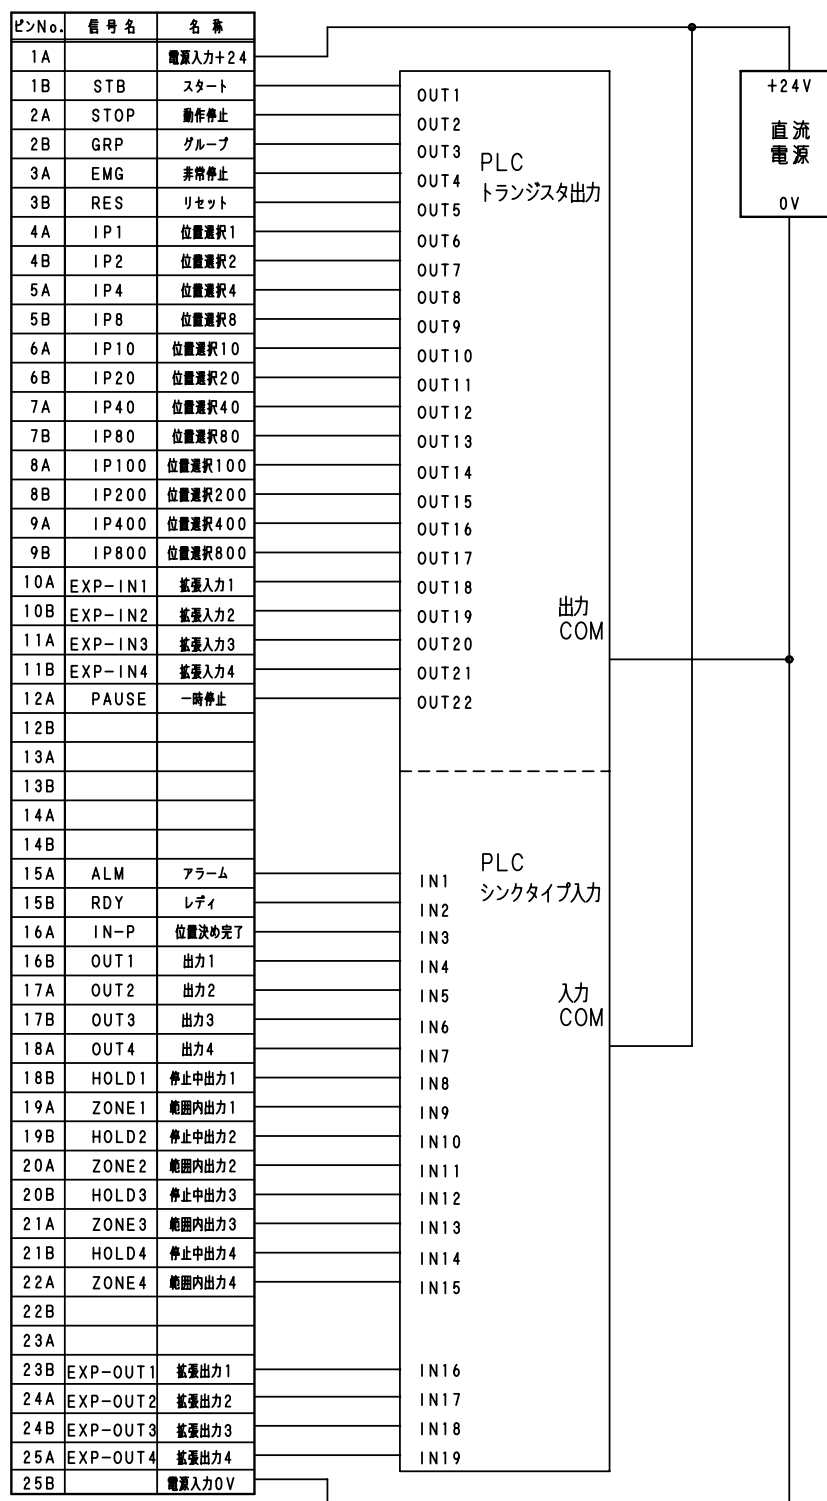 ピンNo. 信号名 名称
1A 電源入力+24
1B STB スタート
2A STOP 動作停止
2B GRP グループ
3A EMG 非常停止
3B RES リセット
4A IP1 位置選択1
4B IP2 位置選択2
5A IP4 位置選択4
5B IP8 位置選択8
6A IP10 位置選択10
6B IP20 位置選択20
7A IP40 位置選択40
7B IP80 位置選択80
8A IP100 位置選択100
8B IP200 位置選択200
9A IP400 位置選択400
9B IP800 位置選択800
10A EXP-IN1 拡張入力1
10B EXP-IN2 拡張入力2
11A EXP-IN3 拡張入力3
11B EXP-IN4 拡張入力4
12A PAUSE 一時停止
12B
13A
13B
14A
14B
15A ALM アラーム
15B RDY レディ
16A IN-P 位置決め完了
16B OUT1 出力1
17A OUT2 出力2
17B OUT3 出力3
18A OUT4 出力4
18B HOLD1 停止中出力1
19A ZONE1 範囲内出力1
19B HOLD2 停止中出力2
20A ZONE2 範囲内出力2
20B HOLD3 停止中出力3
21A ZONE3 範囲内出力3
21B HOLD4 停止中出力4
22A ZONE4 範囲内出力4
22B
23A
23B EXP-OUT1 拡張出力1
24A EXP-OUT2 拡張出力2
24B EXP-OUT3 拡張出力3
25A EXP-OUT4 拡張出力4
25B 電源入力0V
OUT1
OUT2
OUT3
OUT4
OUT5
OUT6
OUT7
OUT8
OUT9
OUT10
OUT11
OUT12
OUT13
OUT14
OUT15
OUT16
OUT17
OUT18
OUT19
OUT20
OUT21
OUT22
PLC
トランジスタ出力
出力
COM
IN1
IN2
IN3
IN4
IN5
IN6
IN7
IN8
IN9
IN10
IN11
IN12
IN13
IN14
IN15
IN16
IN17
IN18
IN19
PLC
シンクタイプ入力
入力
COM
+24V
直流
電源
0V